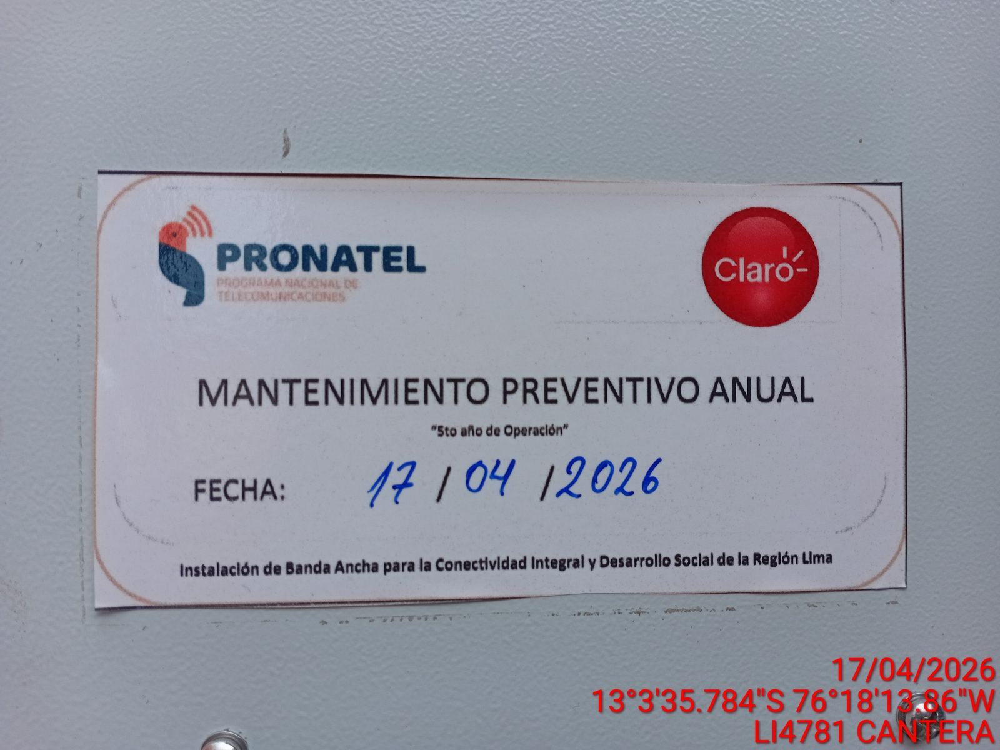 PRONATEL
PROGRAMA NACIONAL DE
TELECOMUNICACIONES
Claro
MANTENIMIENTO PREVENTIVO ANUAL
"5to año de Operación"
FECHA: 17 / 04 / 2026
Instalación de Banda Ancha para la Conectividad Integral y Desarrollo Social de la Región Lima
17/04/2026
13°3'35.784"S 76°18'13.86"W
LI4781 CANTERA